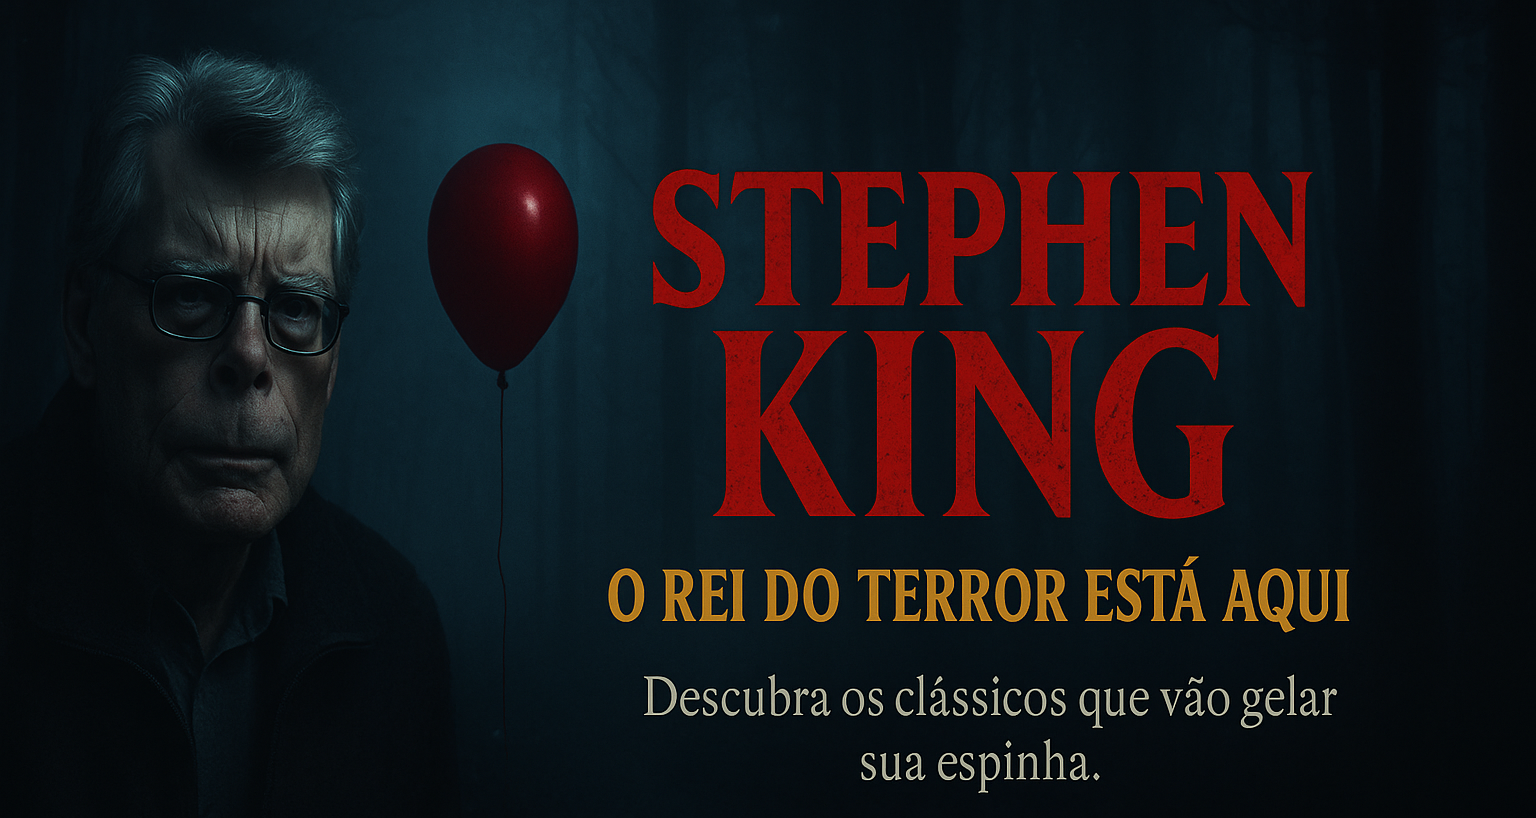 STEPHEN
KING
O REI DO TERROR ESTÁ AQUI
Descubra os clássicos que vão gelar
sua espinha.